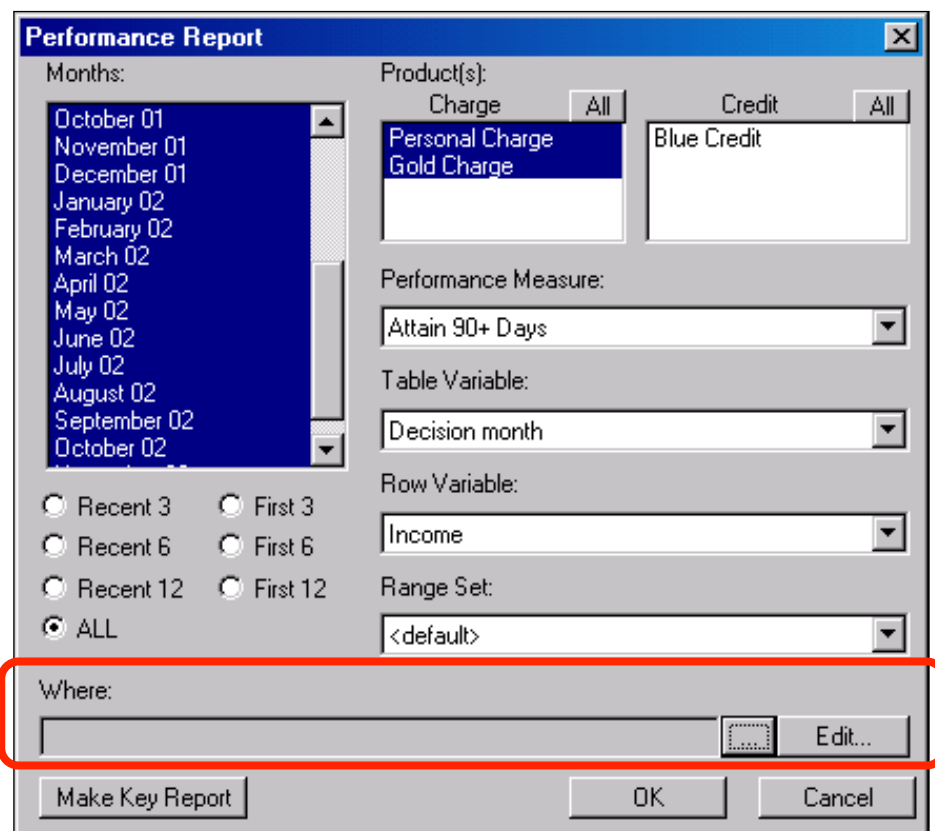 Performance Report
Months:
October 01
November 01
December 01
January 02
February 02
March 02
April 02
May 02
June 02
July 02
August 02
September 02
October 02
Recent 3
First 3
Recent 6
First 6
Recent 12
First 12
ALL
Product(s):
Charge
All
Credit
All
Personal Charge
Gold Charge
Blue Credit
Performance Measure:
Attain 90+ Days
Table Variable:
Decision month
Row Variable:
Income
Range Set:
<default>
Where:
...
Edit...
Make Key Report
OK
Cancel